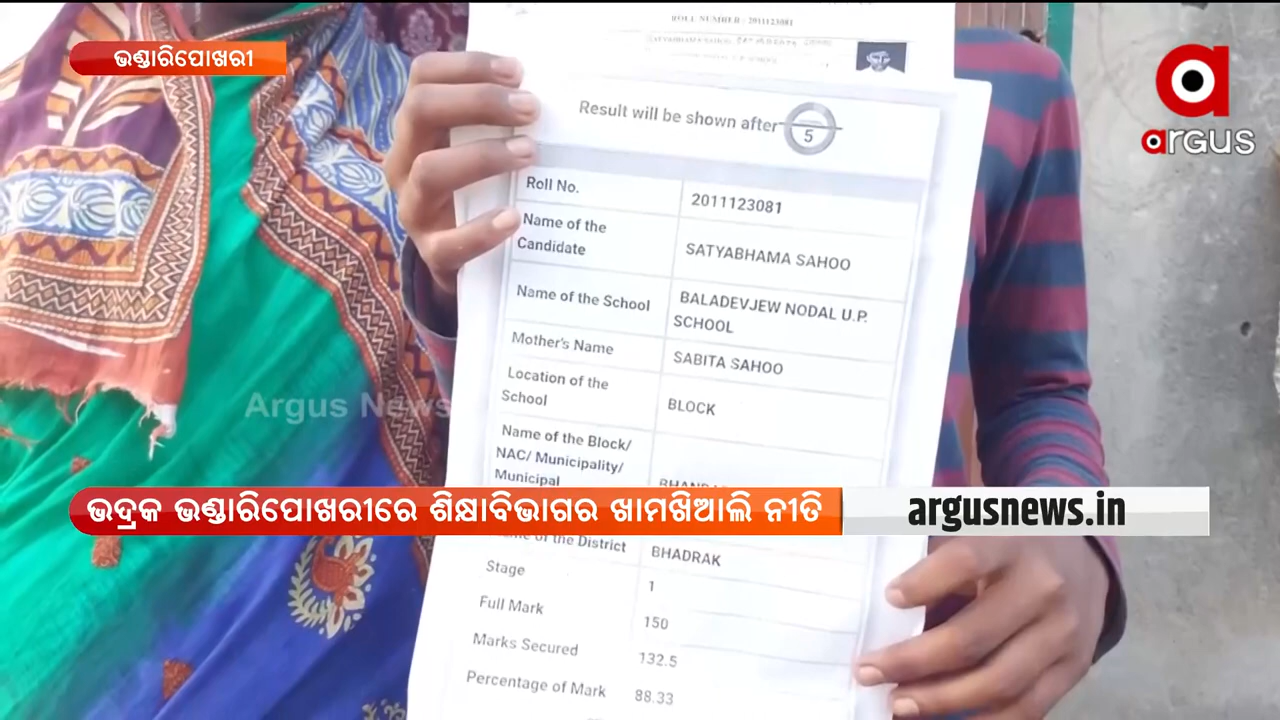 ROLL NUMBER : 2011123081
ଭଣ୍ଡାରିପୋଖରୀ
argus
Result will be shown after 5
Roll No. 2011123081
Name of the Candidate SATYABHAMA SAHOO
Name of the School BALADEVJEW NODAL U.P. SCHOOL
Mother's Name SABITA SAHOO
Location of the School BLOCK
Argus News
Name of the Block/ NAC/ Municipality/ Municipal
ଭଦ୍ରକ ଭଣ୍ଡାରିପୋଖରୀରେ ଶିକ୍ଷାବିଭାଗର ଖାମଖିଆଲି ନୀତି
argusnews.in
of the District BHADRAK
Stage 1
Full Mark 150
Marks Secured 132.5
Percentage of Mark 88.33